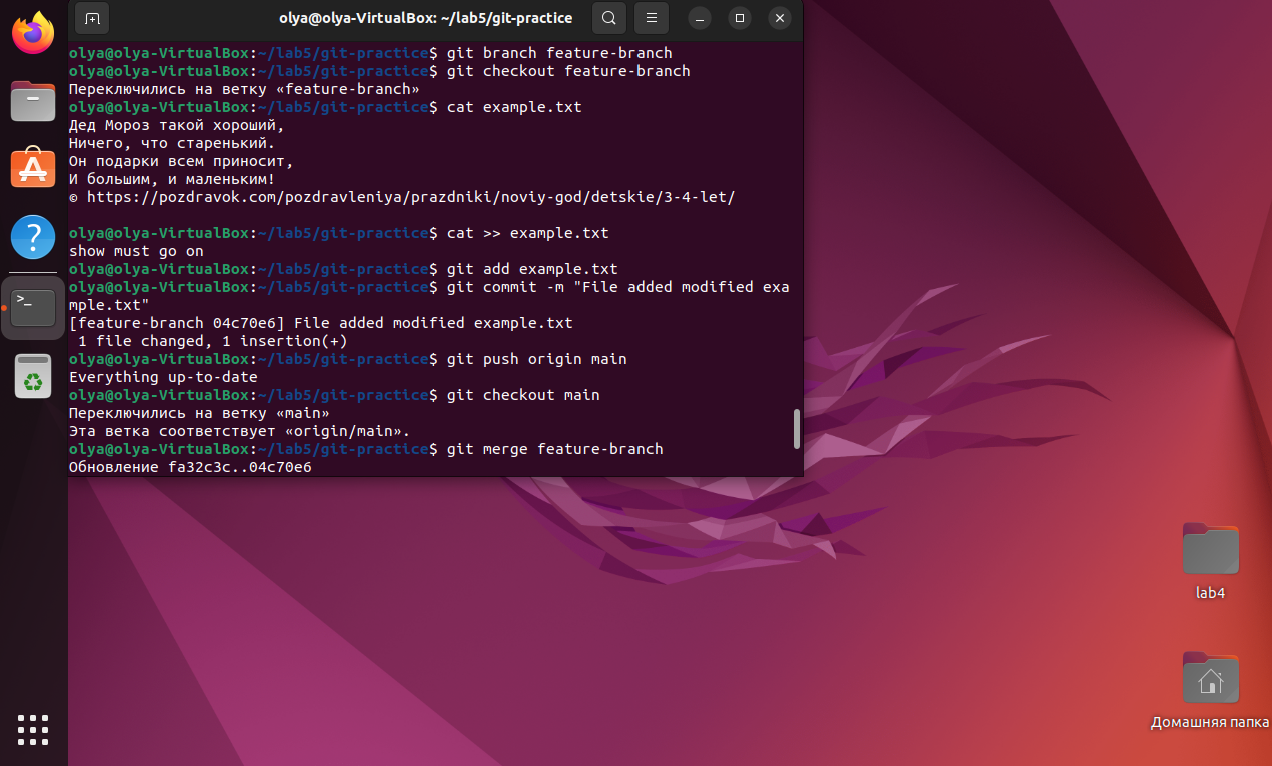 olya@olya-VirtualBox: ~/lab5/git-practice
olya@olya-VirtualBox:~/lab5/git-practice$ git branch feature-branch
olya@olya-VirtualBox:~/lab5/git-practice$ git checkout feature-branch
Переключились на ветку «feature-branch»
olya@olya-VirtualBox:~/lab5/git-practice$ cat example.txt
Дед Мороз такой хороший,
Ничего, что старенький.
Он подарки всем приносит,
И большим, и маленьким!
© https://pozdravok.com/pozdravleniya/prazdniki/noviy-god/detskie/3-4-let/
olya@olya-VirtualBox:~/lab5/git-practice$ cat >> example.txt
show must go on
olya@olya-VirtualBox:~/lab5/git-practice$ git add example.txt
olya@olya-VirtualBox:~/lab5/git-practice$ git commit -m "File added modified exa
mple.txt"
[feature-branch 04c70e6] File added modified example.txt
1 file changed, 1 insertion(+)
olya@olya-VirtualBox:~/lab5/git-practice$ git push origin main
Everything up-to-date
olya@olya-VirtualBox:~/lab5/git-practice$ git checkout main
Переключились на ветку «main»
Эта ветка соответствует «origin/main».
olya@olya-VirtualBox:~/lab5/git-practice$ git merge feature-branch
Обновление fa32c3c..04c70e6
lab4
Домашняя папка